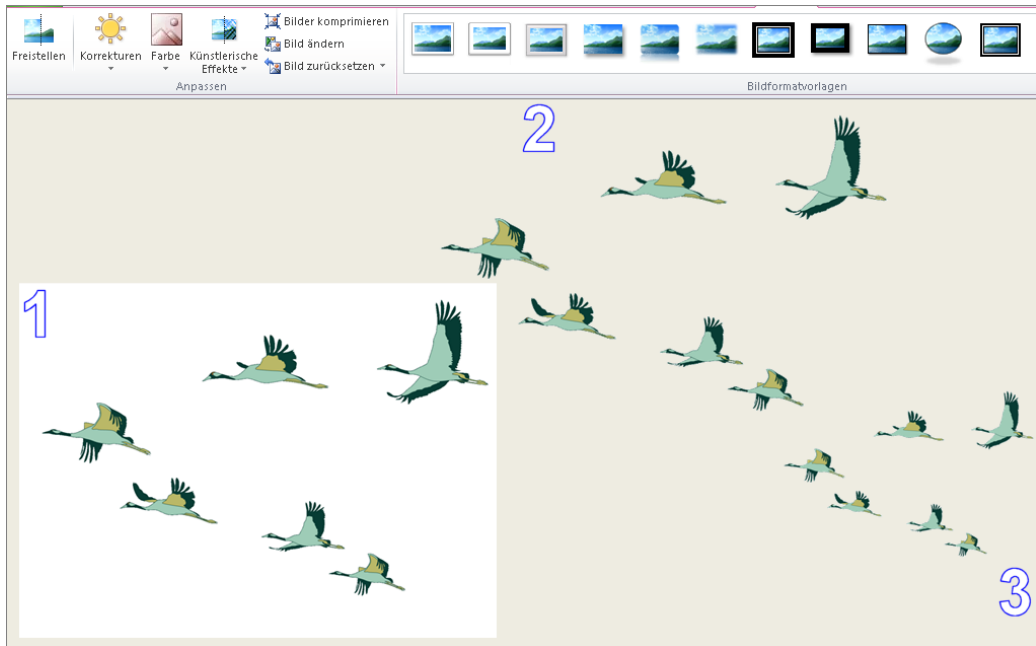 Freistellen
Korrekturen
Farbe
Künstlerische
Effekte
Bilder komprimieren
Bild ändern
Bild zurücksetzen
Anpassen
Bildformatvorlagen
2
1
3